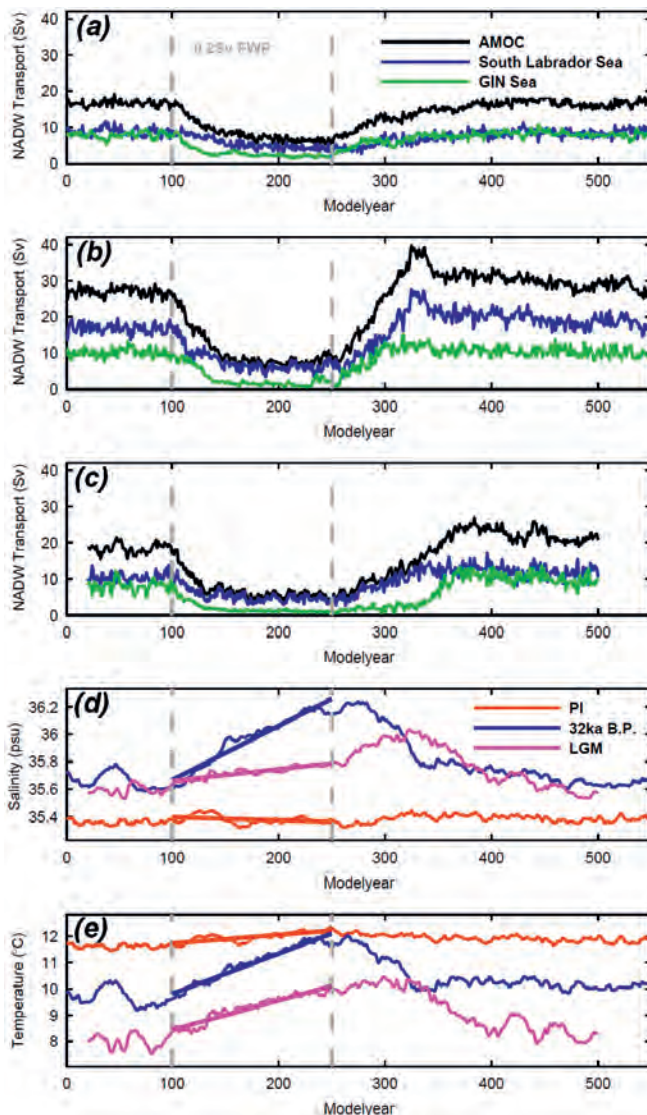 (a)
NADW Transport (Sv)
40
30
20
10
0
0.2Sv FWP
AMOC
South Labrador Sea
GIN Sea
0 100 200 300 400 500
Modelyear
(b)
NADW Transport (Sv)
40
30
20
10
0
0 100 200 300 400 500
Modelyear
(c)
NADW Transport (Sv)
40
30
20
10
0
0 100 200 300 400 500
Modelyear
(d)
Salinity (psu)
36.2
36
35.8
35.6
35.4
PI
32ka B.P.
LGM
0 100 200 300 400 500
Modelyear
(e)
Temperature (°C)
12
11
10
9
8
0 100 200 300 400 500
Modelyear